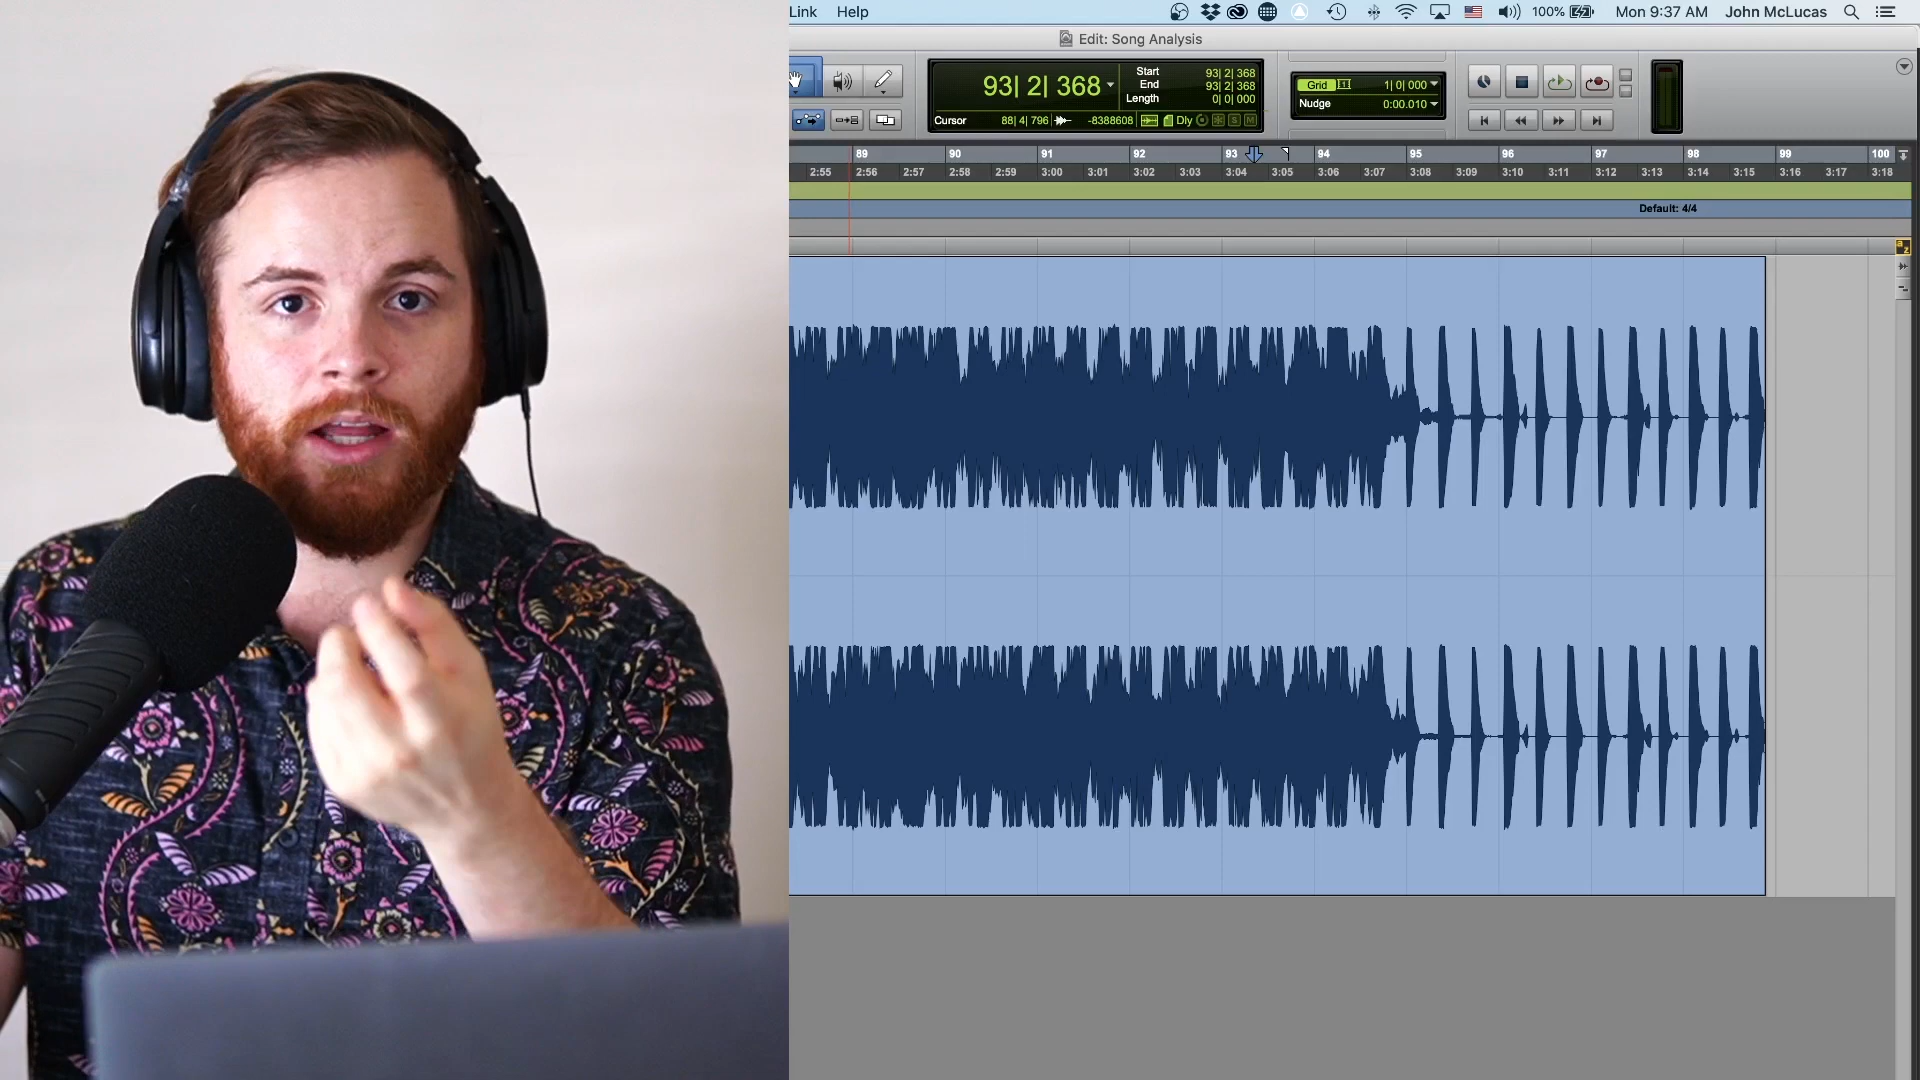 Link Help 100% Mon 9:37 AM John McLucas
Edit: Song Analysis
93| 2| 368
Start 93| 2| 368
End 93| 2| 368
Length 0| 0| 000
Cursor 88| 4| 796 -8388608 Dly S M
Grid 1| 0| 000
Nudge 0:00.010
89 90 91 92 93 94 95 96 97 98 99 100
2:55 2:56 2:57 2:58 2:59 3:00 3:01 3:02 3:03 3:04 3:05 3:06 3:07 3:08 3:09 3:10 3:11 3:12 3:13 3:14 3:15 3:16 3:17 3:18
Default: 4/4
a
z